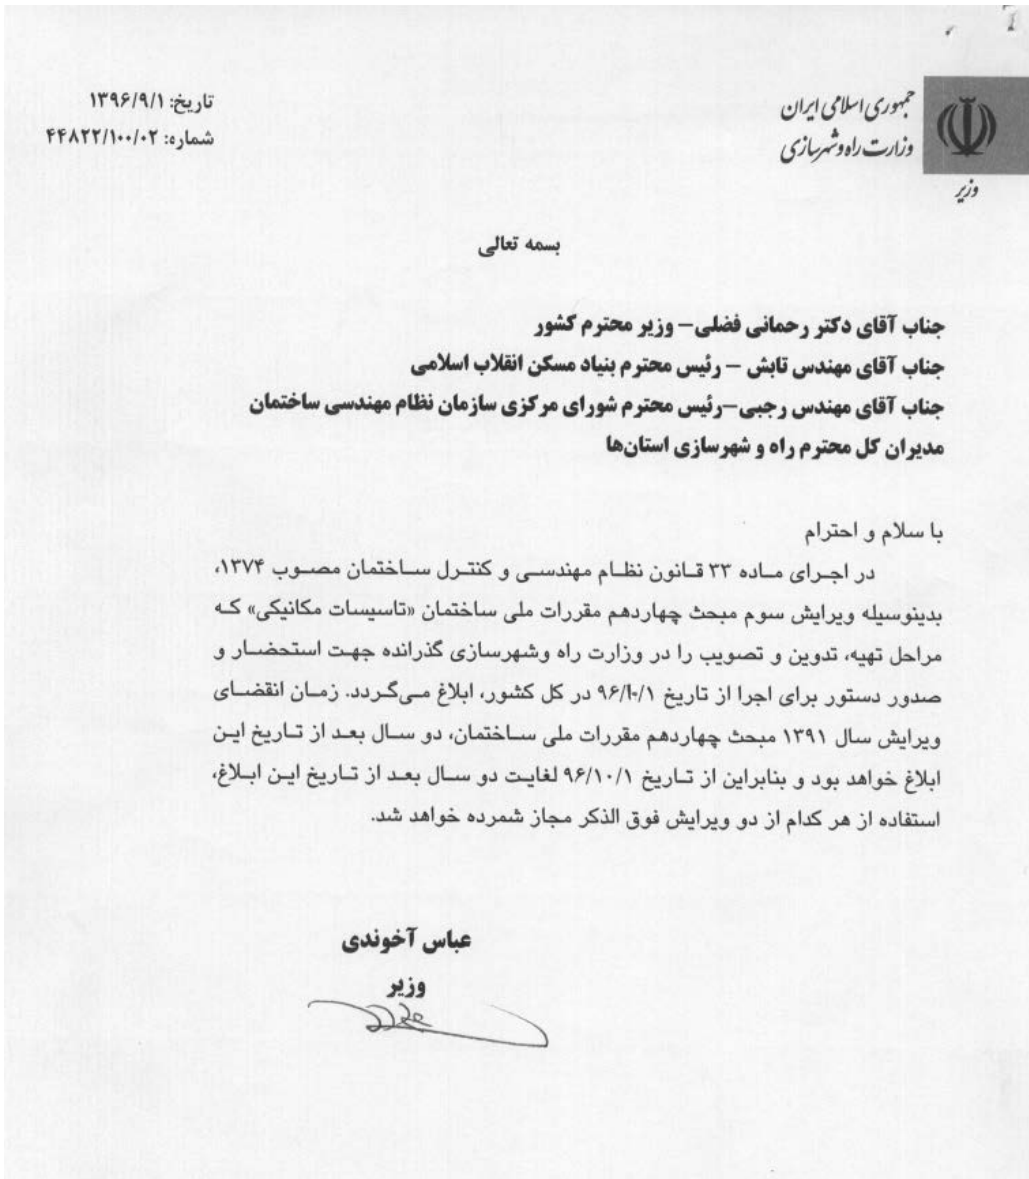 جمهوری اسلامی ایران
وزارت راه و شهرسازی
وزیر
تاریخ: ۱۳۹۶/۹/۱
شماره: ۴۴۸۲۲/۱۰۰/۰۲
بسمه تعالی
جناب آقای دکتر رحمانی فضلی– وزیر محترم کشور
جناب آقای مهندس تابش – رئیس محترم بنیاد مسکن انقلاب اسلامی
جناب آقای مهندس رجبی–رئیس محترم شورای مرکزی سازمان نظام مهندسی ساختمان
مدیران کل محترم راه و شهرسازی استان‌ها
با سلام و احترام
در اجرای ماده ۳۳ قانون نظام مهندسی و کنترل ساختمان مصوب ۱۳۷۴،
بدینوسیله ویرایش سوم مبحث چهاردهم مقررات ملی ساختمان «تاسیسات مکانیکی» که
مراحل تهیه، تدوین و تصویب را در وزارت راه وشهرسازی گذرانده جهت استحضار و
صدور دستور برای اجرا از تاریخ ۹۶/۱۰/۱ در کل کشور، ابلاغ می‌گردد. زمان انقضای
ویرایش سال ۱۳۹۱ مبحث چهاردهم مقررات ملی ساختمان، دو سال بعد از تاریخ این
ابلاغ خواهد بود و بنابراین از تاریخ ۹۶/۱۰/۱ لغایت دو سال بعد از تاریخ این ابلاغ،
استفاده از هر کدام از دو ویرایش فوق الذکر مجاز شمرده خواهد شد.
عباس آخوندی
وزیر